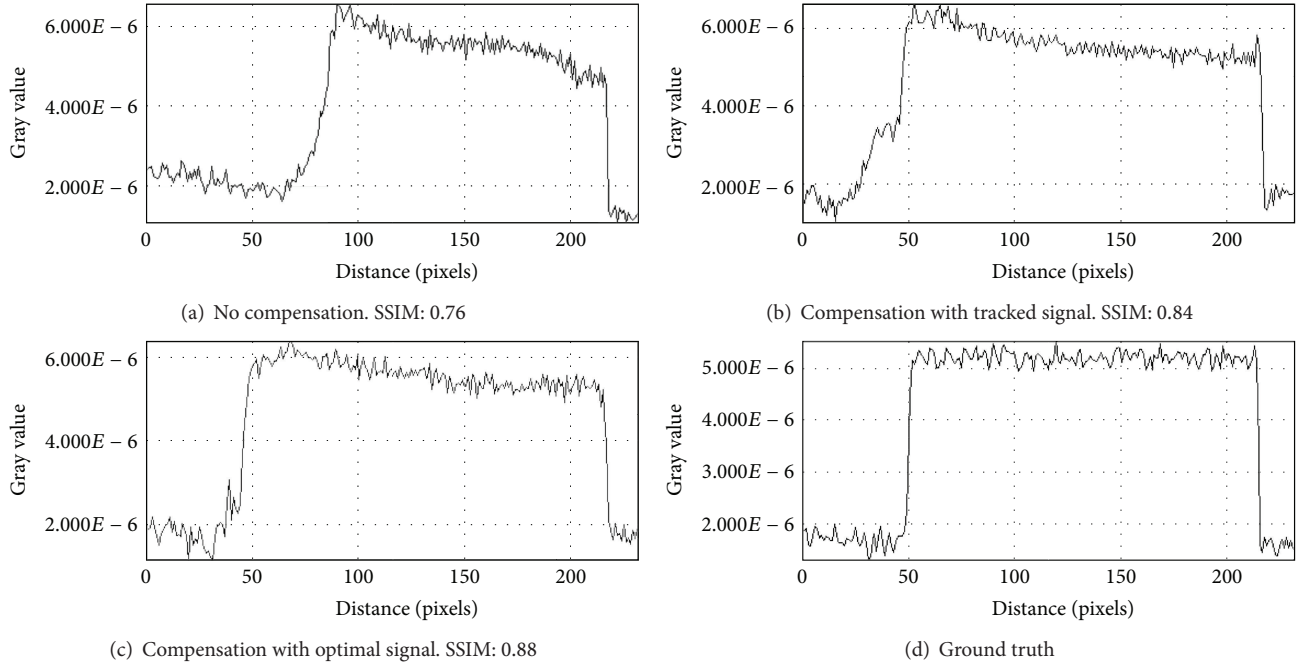 6.000E − 6
4.000E − 6
2.000E − 6
Gray value
0 50 100 150 200
Distance (pixels)
(a) No compensation. SSIM: 0.76
6.000E − 6
4.000E − 6
2.000E − 6
Gray value
0 50 100 150 200
Distance (pixels)
(b) Compensation with tracked signal. SSIM: 0.84
6.000E − 6
4.000E − 6
2.000E − 6
Gray value
0 50 100 150 200
Distance (pixels)
(c) Compensation with optimal signal. SSIM: 0.88
5.000E − 6
4.000E − 6
3.000E − 6
2.000E − 6
Gray value
0 50 100 150 200
Distance (pixels)
(d) Ground truth